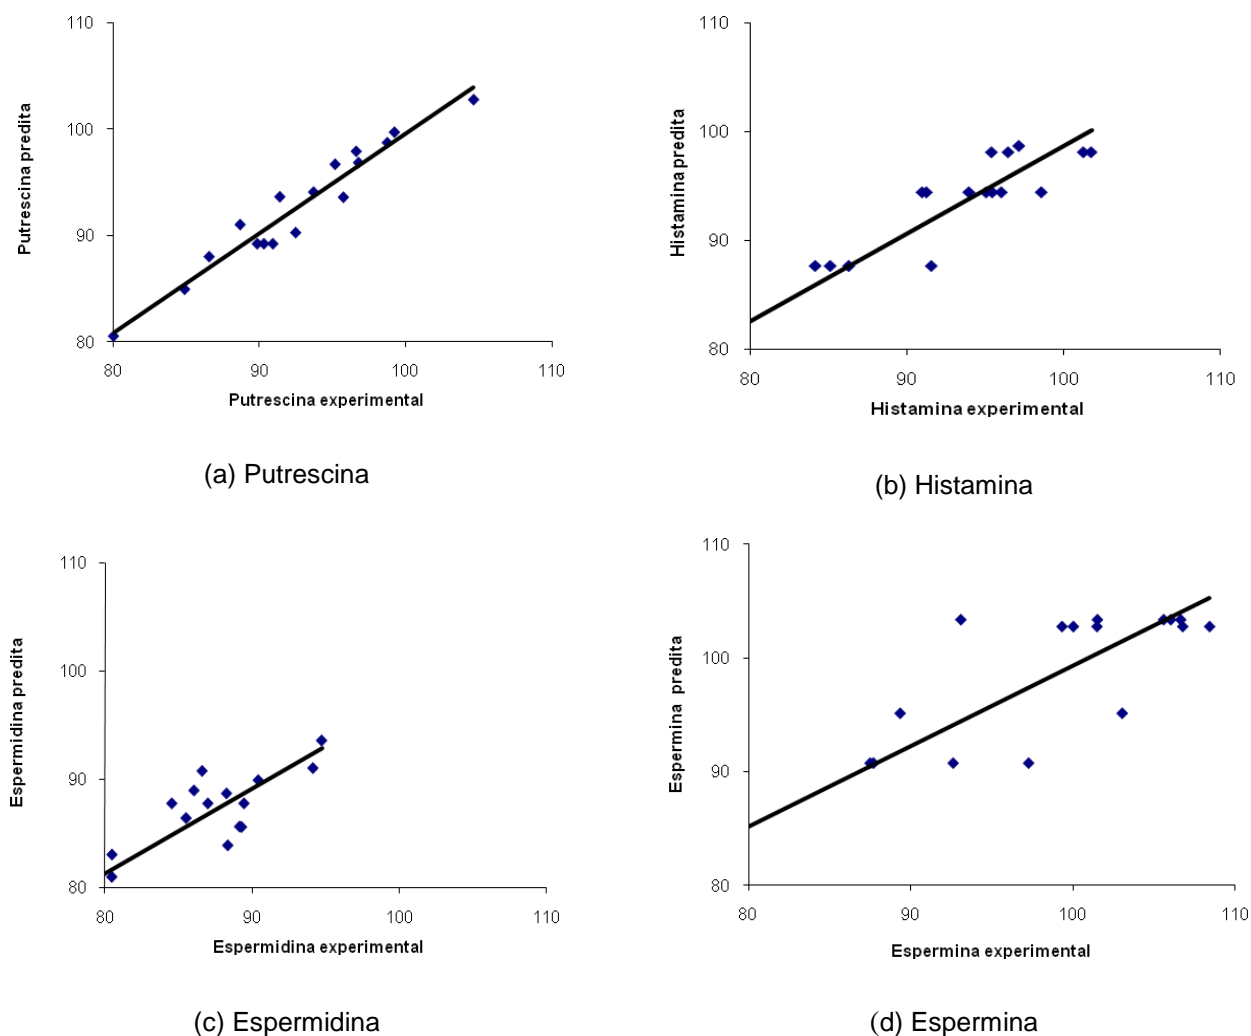 110
100
90
80
80 90 100 110
Putrescina predita
Putrescina experimental
(a) Putrescina
110
100
90
80
80 90 100 110
Histamina predita
Histamina experimental
(b) Histamina
110
100
90
80
80 90 100 110
Espermidina predita
Espermidina experimental
(c) Espermidina
110
100
90
80
80 90 100 110
Espermina predita
Espermina experimental
(d) Espermina